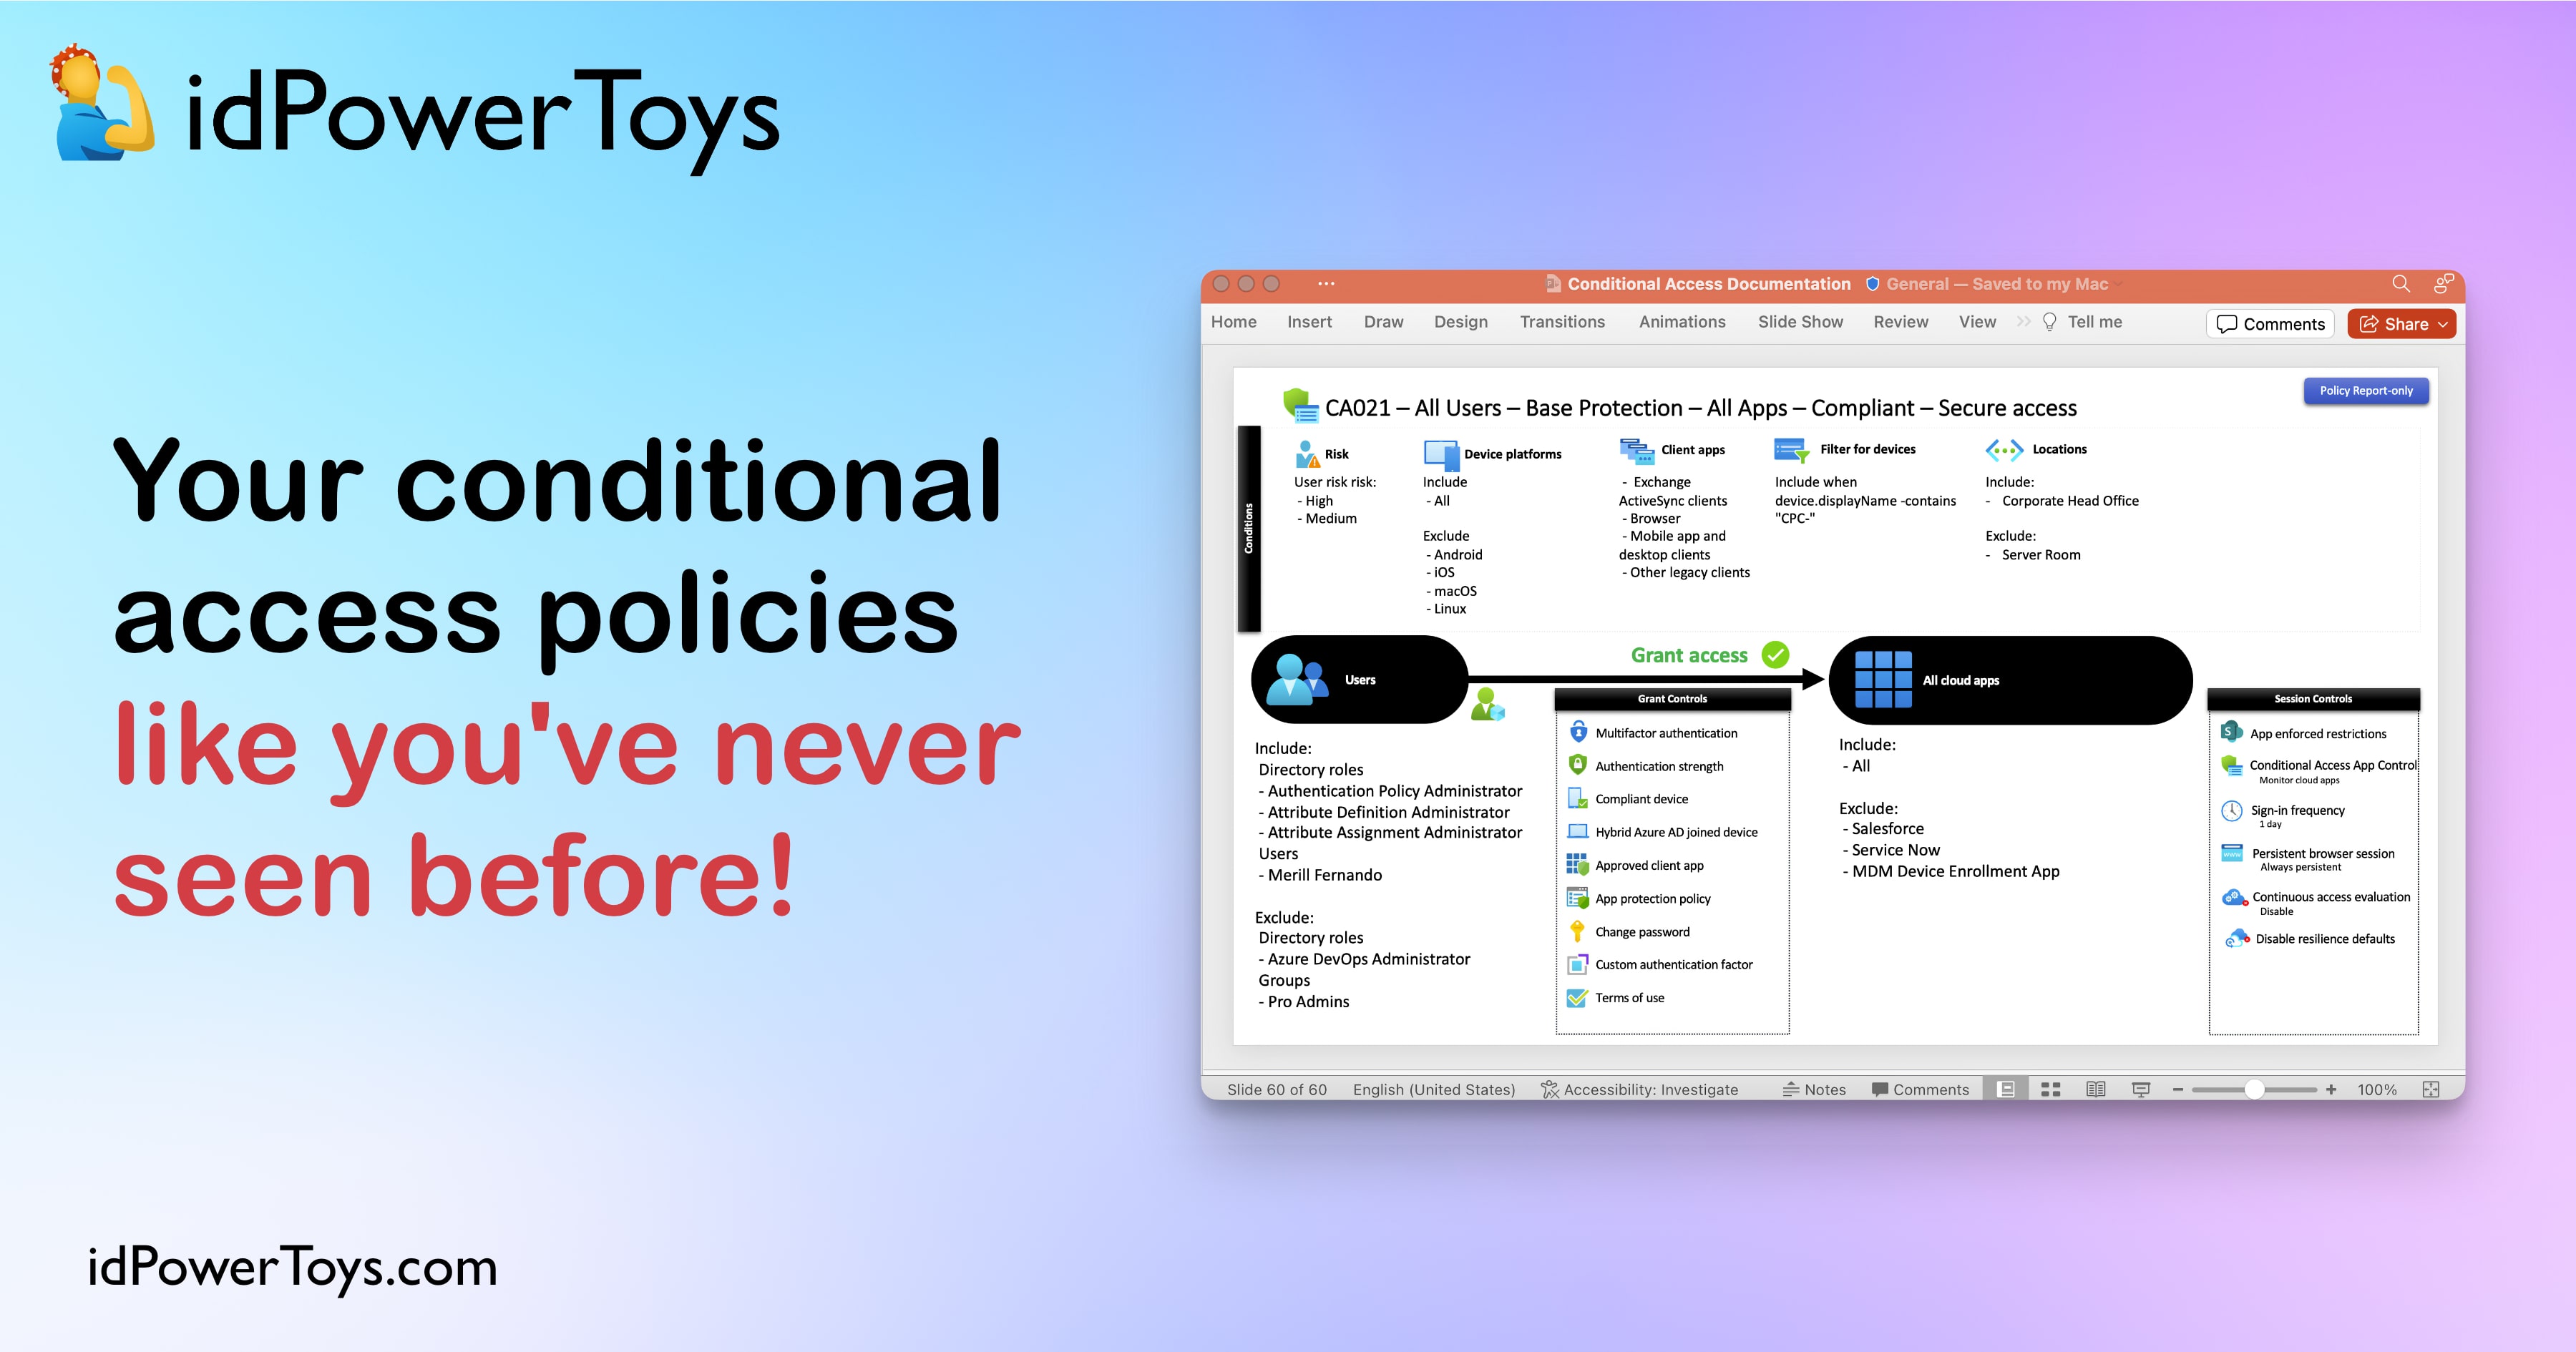 idPowerToys
Your conditional
access policies
like you've never
seen before!
idPowerToys.com
Conditional Access Documentation General — Saved to my Mac
Home Insert Draw Design Transitions Animations Slide Show Review View Tell me Comments Share
Policy Report-only
CA021 – All Users – Base Protection – All Apps – Compliant – Secure access
Conditions
Risk
User risk risk:
- High
- Medium
Device platforms
Include
- All
Exclude
- Android
- iOS
- macOS
- Linux
Client apps
- Exchange
ActiveSync clients
- Browser
- Mobile app and
desktop clients
- Other legacy clients
Filter for devices
Include when
device.displayName -contains
"CPC-"
Locations
Include:
- Corporate Head Office
Exclude:
- Server Room
Users
Grant access
All cloud apps
Include:
Directory roles
- Authentication Policy Administrator
- Attribute Definition Administrator
- Attribute Assignment Administrator
Users
- Merill Fernando
Exclude:
Directory roles
- Azure DevOps Administrator
Groups
- Pro Admins
Grant Controls
Multifactor authentication
Authentication strength
Compliant device
Hybrid Azure AD joined device
Approved client app
App protection policy
Change password
Custom authentication factor
Terms of use
Include:
- All
Exclude:
- Salesforce
- Service Now
- MDM Device Enrollment App
Session Controls
App enforced restrictions
Conditional Access App Control
Monitor cloud apps
Sign-in frequency
1 day
Persistent browser session
Always persistent
Continuous access evaluation
Disable
Disable resilience defaults
Slide 60 of 60 English (United States) Accessibility: Investigate Notes Comments 100%